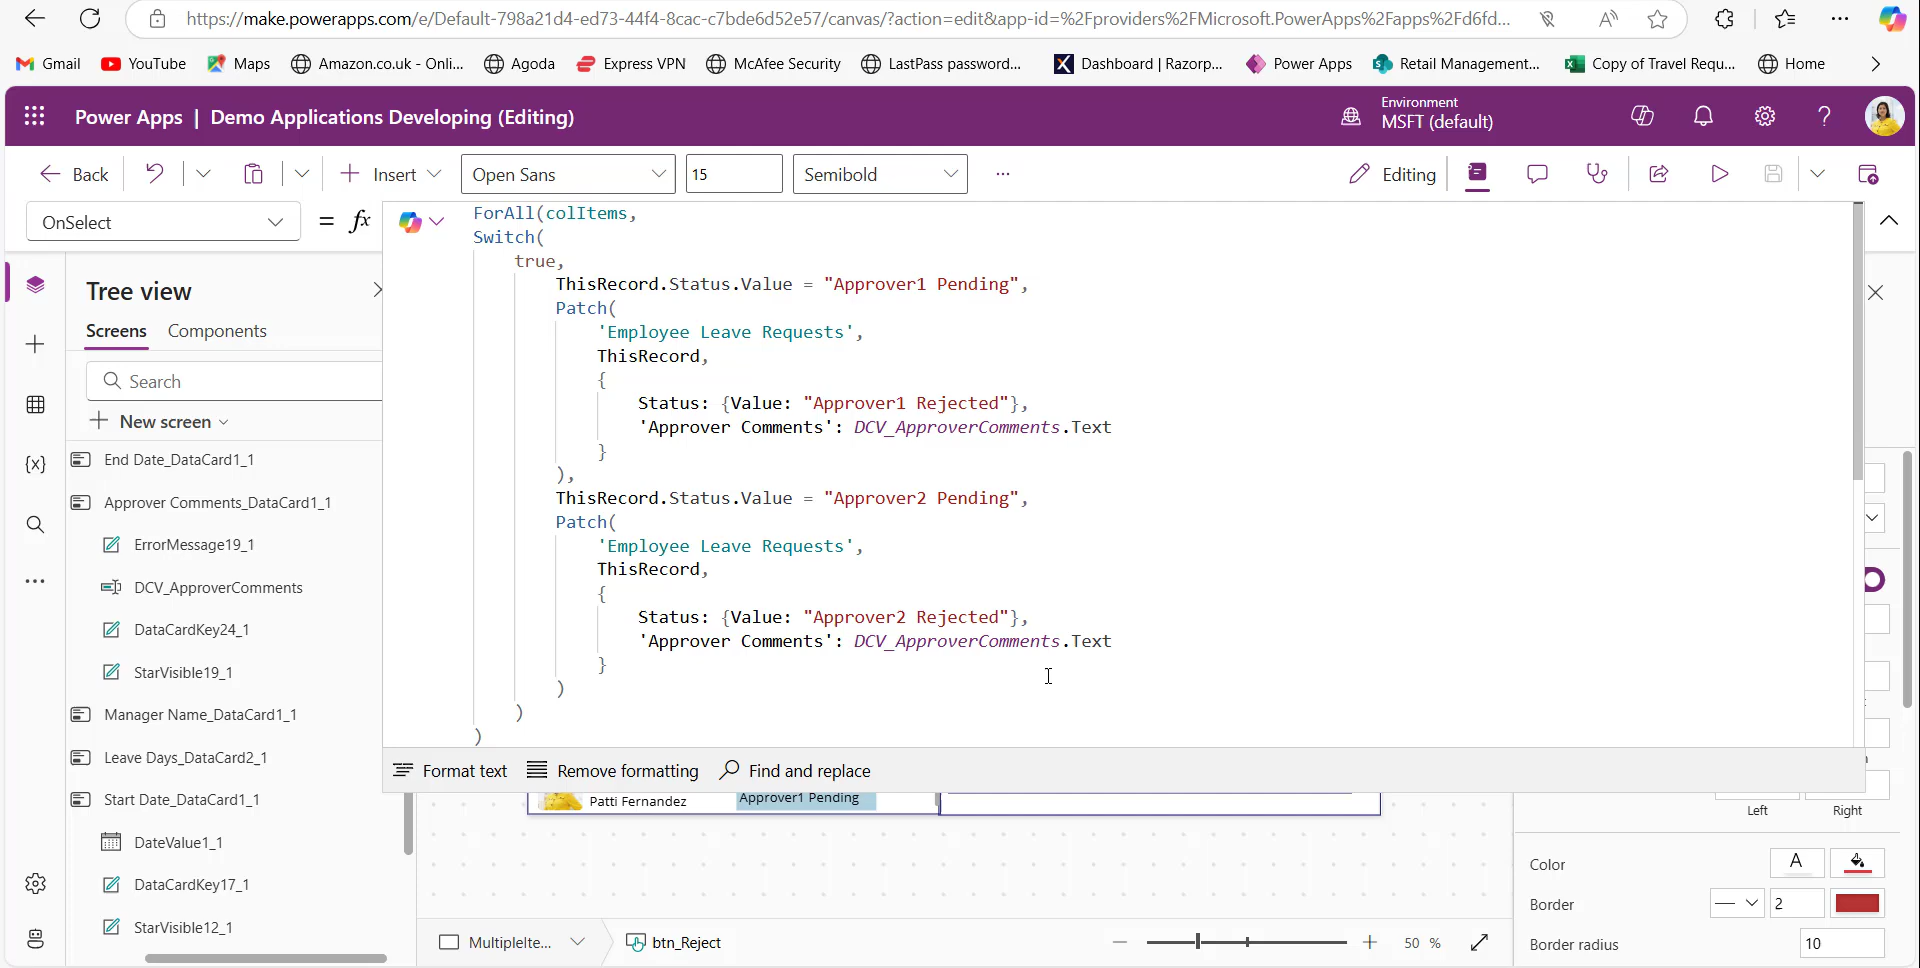 https://make.powerapps.com/e/Default-798a21d4-ed73-44f4-8cac-c7bde6d52e57/canvas/?action=edit&app-id=%2Fproviders%2FMicrosoft.PowerApps%2Fapps%2Fd6fd...
Gmail YouTube Maps Amazon.co.uk - Onli... Agoda Express VPN McAfee Security LastPass password... Dashboard | Razorp... Power Apps Retail Management... Copy of Travel Requ... Home
Environment
Power Apps | Demo Applications Developing (Editing) MSFT (default)
Back Insert Open Sans 15 Semibold ... Editing
OnSelect = fx
ForAll(colItems,
Switch(
true,
ThisRecord.Status.Value = "Approver1 Pending",
Patch(
'Employee Leave Requests',
ThisRecord,
{
Status: {Value: "Approver1 Rejected"},
'Approver Comments': DCV_ApproverComments.Text
}
),
ThisRecord.Status.Value = "Approver2 Pending",
Patch(
'Employee Leave Requests',
ThisRecord,
{
Status: {Value: "Approver2 Rejected"},
'Approver Comments': DCV_ApproverComments.Text
}
)
)
)
Format text Remove formatting Find and replace
Tree view
Screens Components
Search
New screen
End Date_DataCard1_1
Approver Comments_DataCard1_1
ErrorMessage19_1
DCV_ApproverComments
DataCardKey24_1
StarVisible19_1
Manager Name_DataCard1_1
Leave Days_DataCard2_1
Start Date_DataCard1_1
DateValue1_1
DataCardKey17_1
StarVisible12_1
Patti Fernandez Approver1 Pending
Left Right
Color A
Border 2
Border radius 10
MultipleIte... btn_Reject 50 %